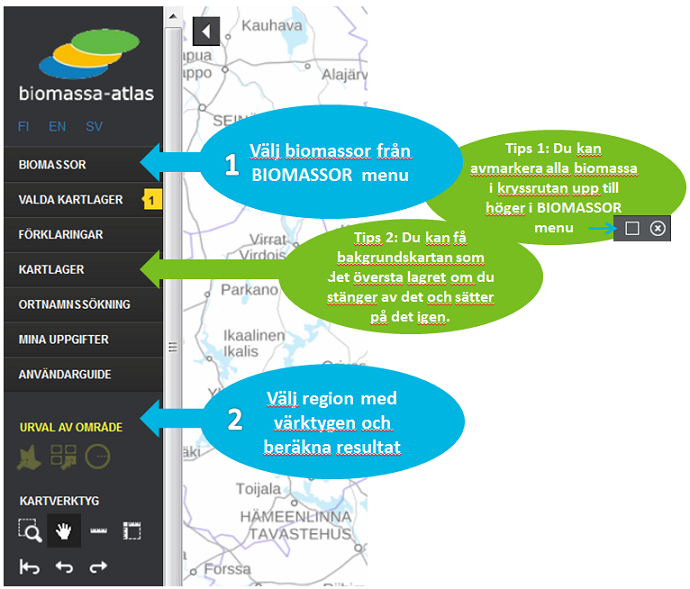 biomassa-atlas
FI EN SV
BIOMASSOR
VALDA KARTLAGER 1
FÖRKLARINGAR
KARTLAGER
ORTNAMNSSÖKNING
MINA UPPGIFTER
ANVÄNDARGUIDE
URVAL AV OMRÅDE
KARTVERKTYG
Kauhava
apua
appo
Alajärv
SEIN
1 Välj biomassor från
BIOMASSOR menu
Tips 1: Du kan
avmarkera alla biomassa
i kryssrutan upp till
höger i BIOMASSOR
menu
Virrat
Virdois
Parkano
Tips 2: Du kan få
bakgrundskartan som
det översta lagret om du
stänger av det och sätter
på det igen.
Ikaalinen
Ikalis
2 Välj region med
värktygen och
beräkna resultat
äki
Toijala
HÄMEENLINNA
TAVASTEHUS
Forssa